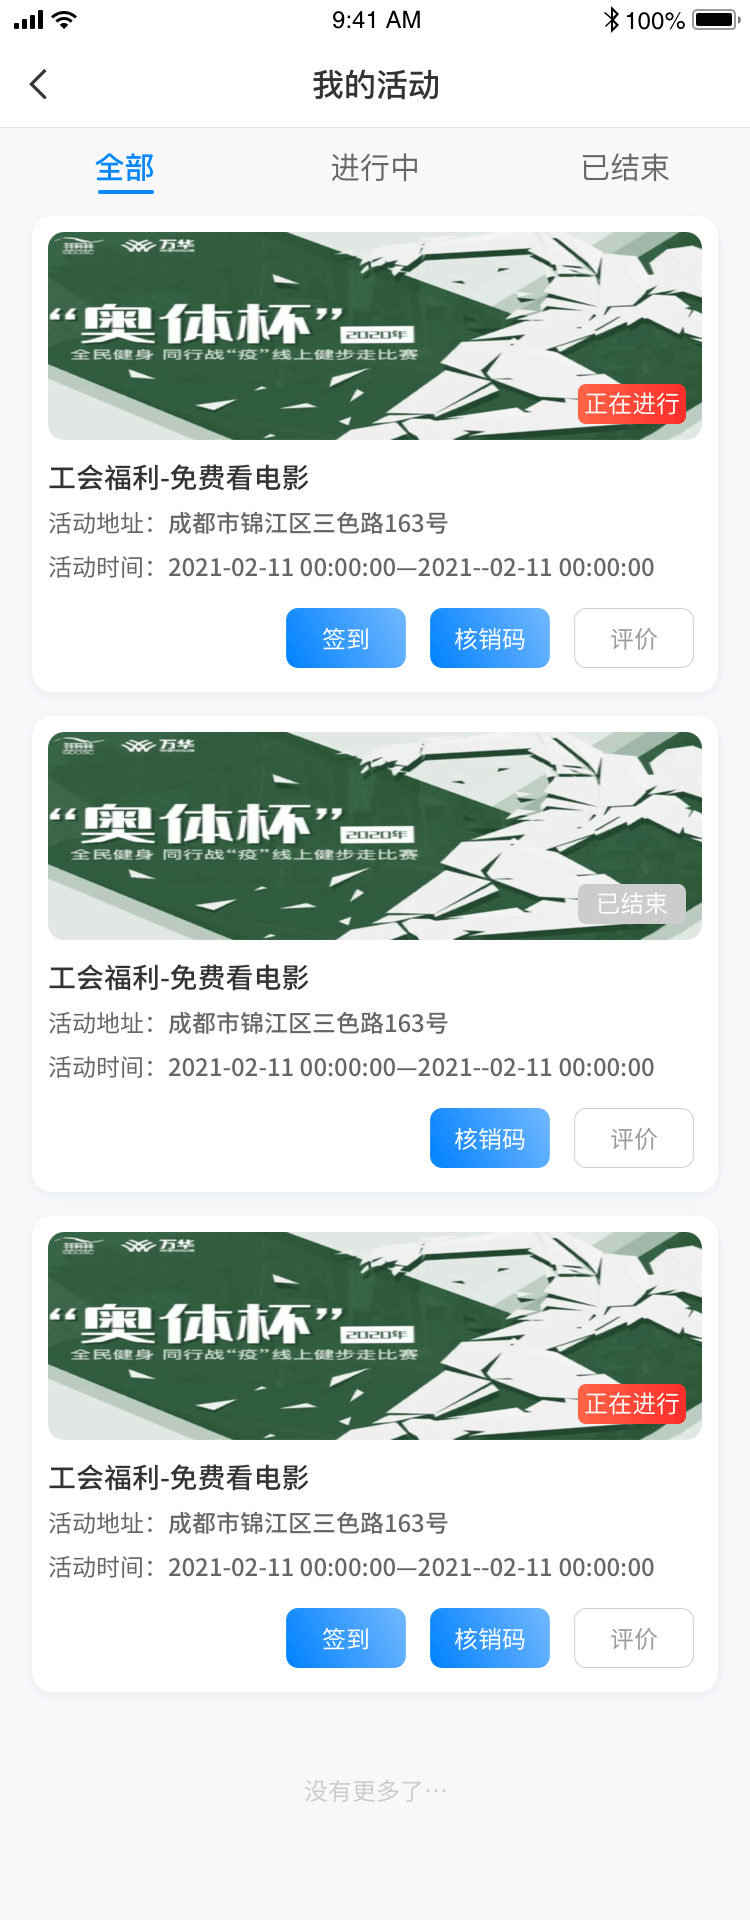 9:41 AM
100%
我的活动
全部
进行中
已结束
万华
“奥体杯”
2020年
全民健身 同行战“疫”线上健步走比赛
正在进行
工会福利-免费看电影
活动地址：成都市锦江区三色路163号
活动时间：2021-02-11 00:00:00—2021--02-11 00:00:00
签到
核销码
评价
万华
“奥体杯”
2020年
全民健身 同行战“疫”线上健步走比赛
已结束
工会福利-免费看电影
活动地址：成都市锦江区三色路163号
活动时间：2021-02-11 00:00:00—2021--02-11 00:00:00
核销码
评价
万华
“奥体杯”
2020年
全民健身 同行战“疫”线上健步走比赛
正在进行
工会福利-免费看电影
活动地址：成都市锦江区三色路163号
活动时间：2021-02-11 00:00:00—2021--02-11 00:00:00
签到
核销码
评价
没有更多了…